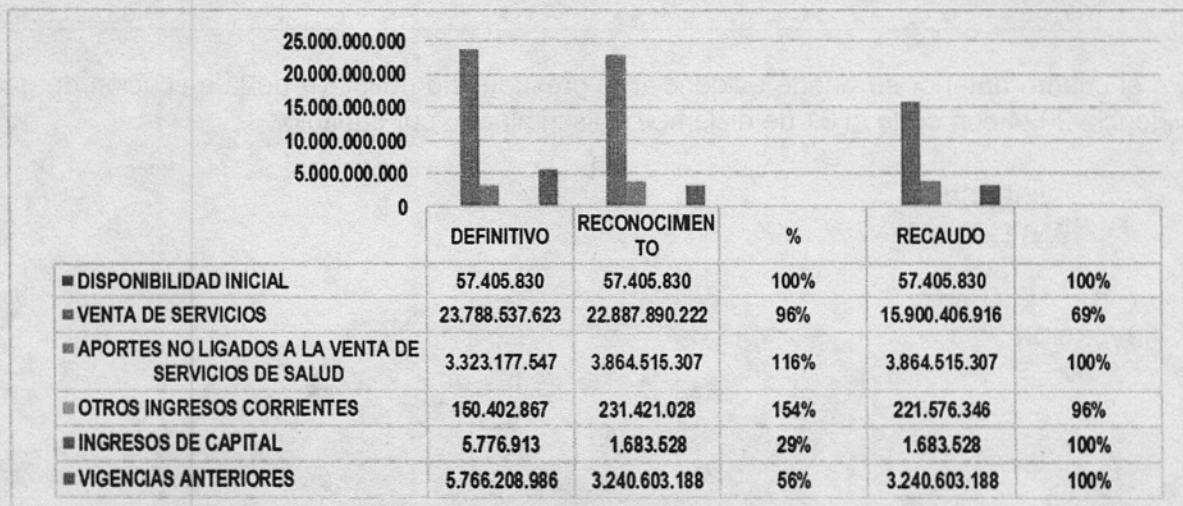 25.000.000.000
20.000.000.000
15.000.000.000
10.000.000.000
5.000.000.000
0
DEFINITIVO RECONOCIMIEN % RECAUDO
TO
DISPONIBILIDAD INICIAL 57.405.830 57.405.830 100% 57.405.830 100%
VENTA DE SERVICIOS 23.788.537.623 22.887.890.222 96% 15.900.406.916 69%
APORTES NO LIGADOS A LA VENTA DE
SERVICIOS DE SALUD 3.323.177.547 3.864.515.307 116% 3.864.515.307 100%
OTROS INGRESOS CORRIENTES 150.402.867 231.421.028 154% 221.576.346 96%
INGRESOS DE CAPITAL 5.776.913 1.683.528 29% 1.683.528 100%
VIGENCIAS ANTERIORES 5.766.208.986 3.240.603.188 56% 3.240.603.188 100%